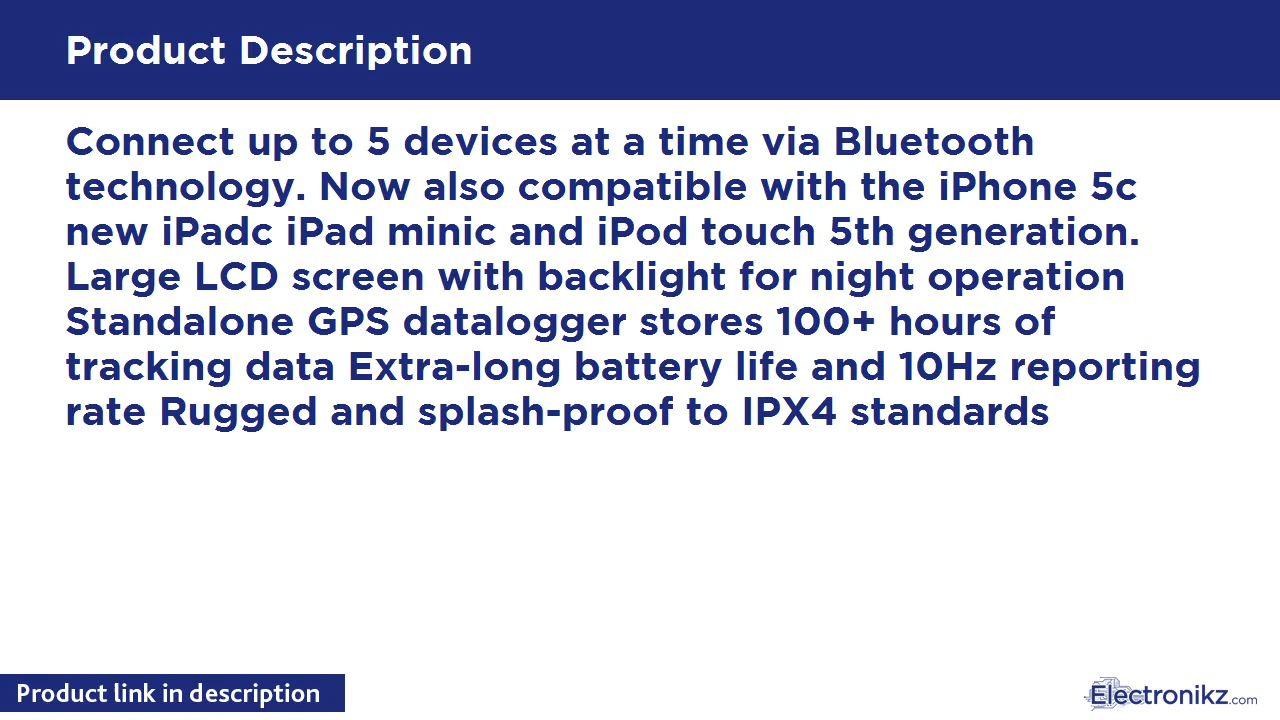 Product Description
Connect up to 5 devices at a time via Bluetooth
technology. Now also compatible with the iPhone 5c
new iPadc iPad minic and iPod touch 5th generation.
Large LCD screen with backlight for night operation
Standalone GPS datalogger stores 100+ hours of
tracking data Extra-long battery life and 10Hz reporting
rate Rugged and splash-proof to IPX4 standards
Product link in description
Electronikz.com